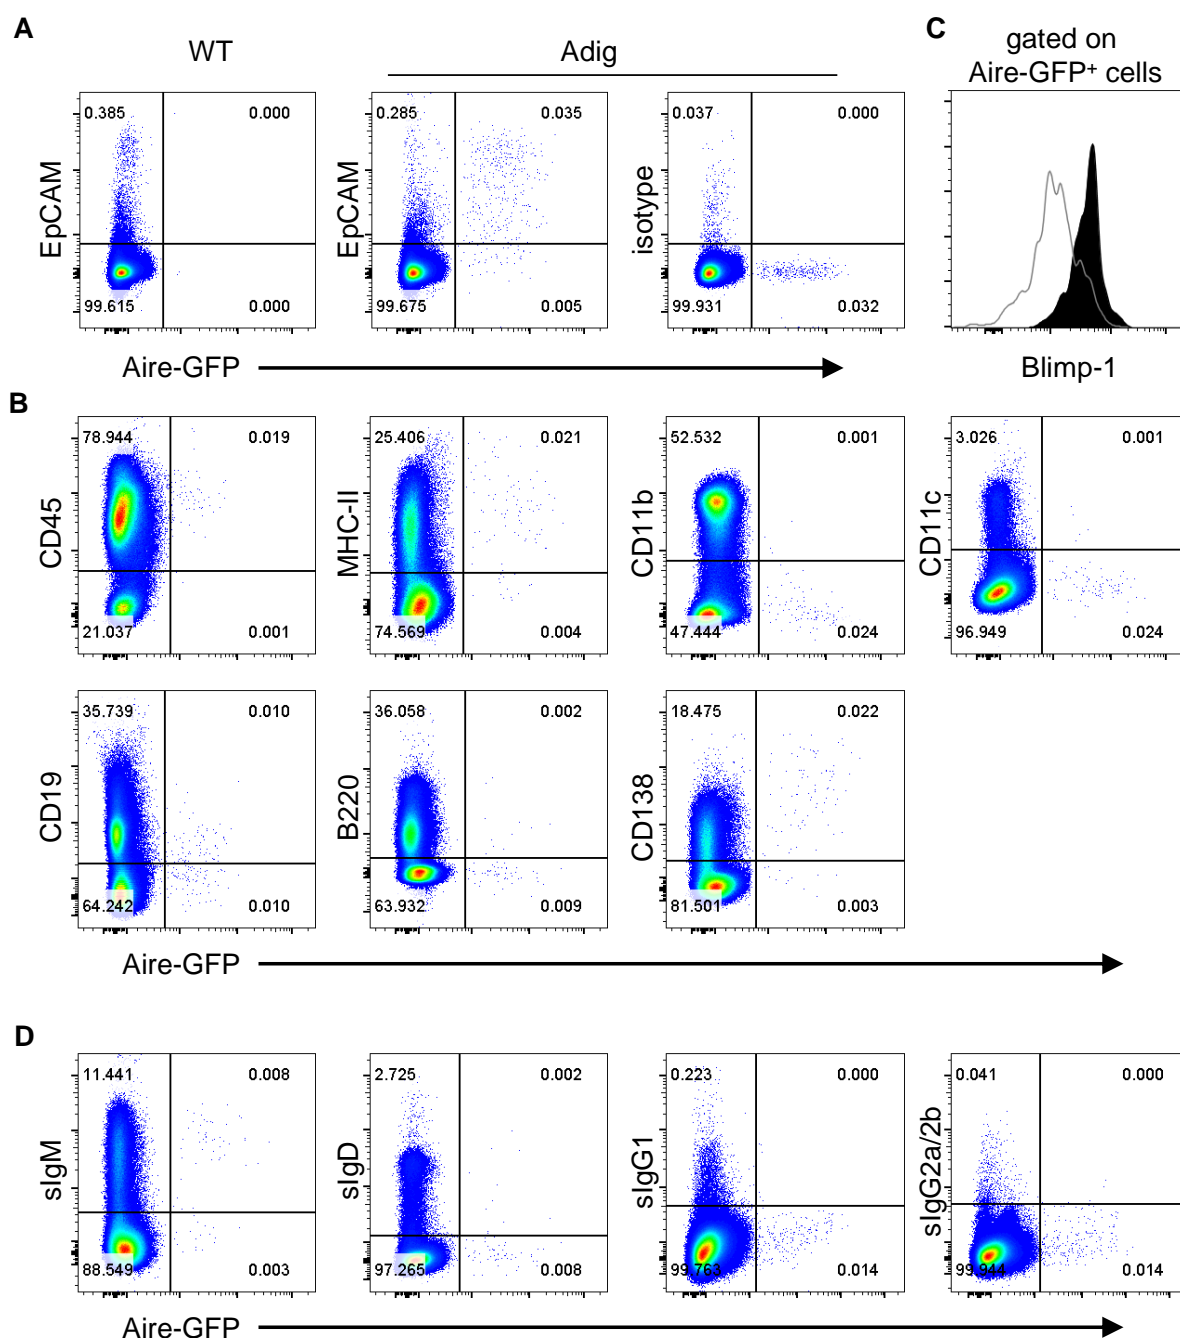 A
WT
Adig
C
gated on
Aire-GFP+ cells
EpCAM
0.385
0.000
99.615
0.000
EpCAM
0.285
0.035
99.675
0.005
isotype
0.037
0.000
99.931
0.032
Aire-GFP
Blimp-1
B
CD45
78.944
0.019
21.037
0.001
MHC-II
25.406
0.021
74.569
0.004
CD11b
52.532
0.001
47.444
0.024
CD11c
3.026
0.001
96.949
0.024
CD19
35.739
0.010
64.242
0.010
B220
36.058
0.002
63.932
0.009
CD138
18.475
0.022
81.501
0.003
Aire-GFP
D
sIgM
11.441
0.008
88.549
0.003
sIgD
2.725
0.002
97.265
0.008
sIgG1
0.223
0.000
99.763
0.014
sIgG2a/2b
0.041
0.000
99.944
0.014
Aire-GFP